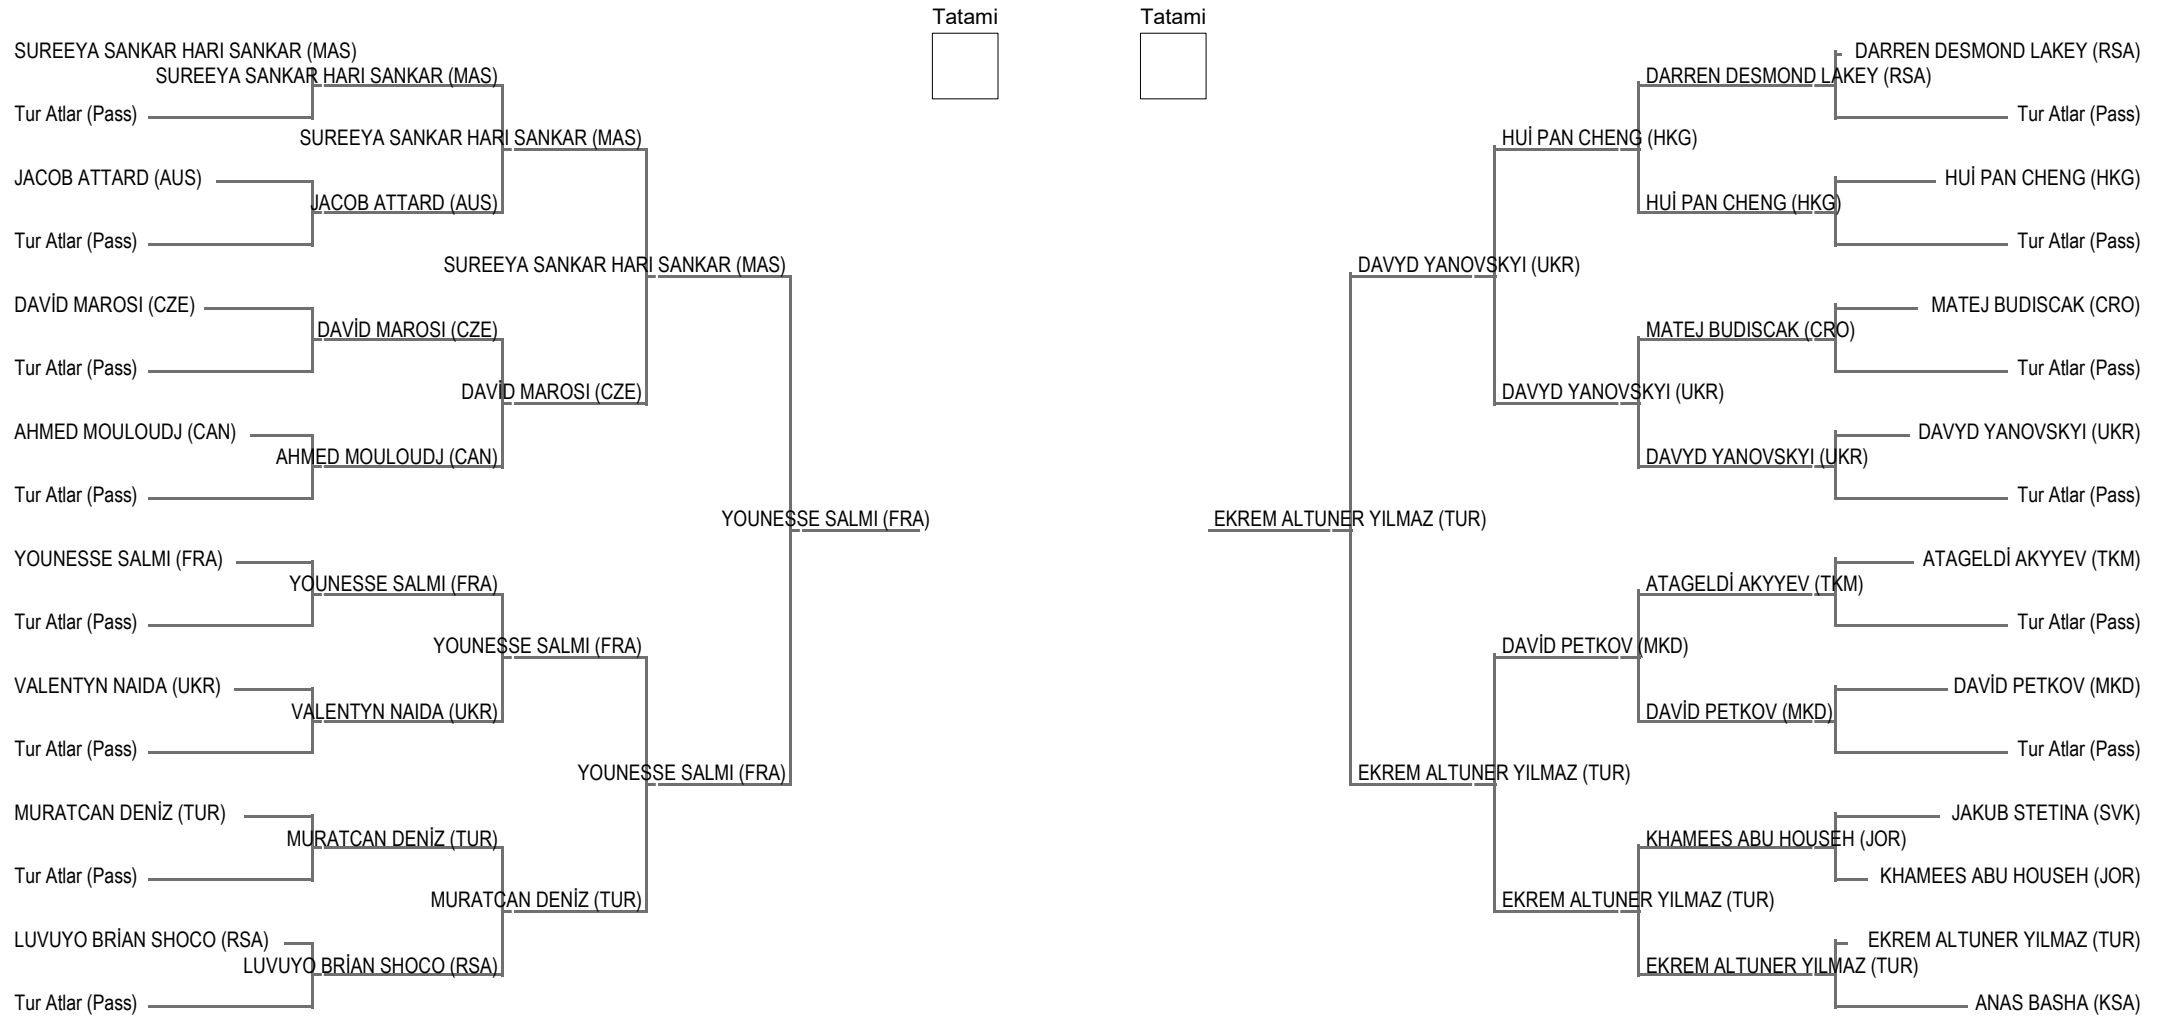 Tatami
Tatami
SUREEYA SANKAR HARI SANKAR (MAS)
Tur Atlar (Pass)
JACOB ATTARD (AUS)
Tur Atlar (Pass)
DAVİD MAROSI (CZE)
Tur Atlar (Pass)
AHMED MOULOUDJ (CAN)
Tur Atlar (Pass)
YOUNESSE SALMI (FRA)
Tur Atlar (Pass)
VALENTYN NAIDA (UKR)
Tur Atlar (Pass)
MURATCAN DENİZ (TUR)
Tur Atlar (Pass)
LUVUYO BRİAN SHOCO (RSA)
Tur Atlar (Pass)
SUREEYA SANKAR HARI SANKAR (MAS)
JACOB ATTARD (AUS)
DAVİD MAROSI (CZE)
AHMED MOULOUDJ (CAN)
YOUNESSE SALMI (FRA)
VALENTYN NAIDA (UKR)
MURATCAN DENİZ (TUR)
LUVUYO BRİAN SHOCO (RSA)
SUREEYA SANKAR HARI SANKAR (MAS)
DAVİD MAROSI (CZE)
YOUNESSE SALMI (FRA)
MURATCAN DENİZ (TUR)
SUREEYA SANKAR HARI SANKAR (MAS)
YOUNESSE SALMI (FRA)
YOUNESSE SALMI (FRA)
EKREM ALTUNER YILMAZ (TUR)
DAVYD YANOVSKYI (UKR)
EKREM ALTUNER YILMAZ (TUR)
HUİ PAN CHENG (HKG)
DAVYD YANOVSKYI (UKR)
DAVİD PETKOV (MKD)
EKREM ALTUNER YILMAZ (TUR)
DARREN DESMOND LAKEY (RSA)
HUİ PAN CHENG (HKG)
MATEJ BUDISCAK (CRO)
DAVYD YANOVSKYI (UKR)
ATAGELDİ AKYYEV (TKM)
DAVİD PETKOV (MKD)
KHAMEES ABU HOUSEH (JOR)
EKREM ALTUNER YILMAZ (TUR)
DARREN DESMOND LAKEY (RSA)
Tur Atlar (Pass)
HUİ PAN CHENG (HKG)
Tur Atlar (Pass)
MATEJ BUDISCAK (CRO)
Tur Atlar (Pass)
DAVYD YANOVSKYI (UKR)
Tur Atlar (Pass)
ATAGELDİ AKYYEV (TKM)
Tur Atlar (Pass)
DAVİD PETKOV (MKD)
Tur Atlar (Pass)
JAKUB STETINA (SVK)
KHAMEES ABU HOUSEH (JOR)
EKREM ALTUNER YILMAZ (TUR)
ANAS BASHA (KSA)